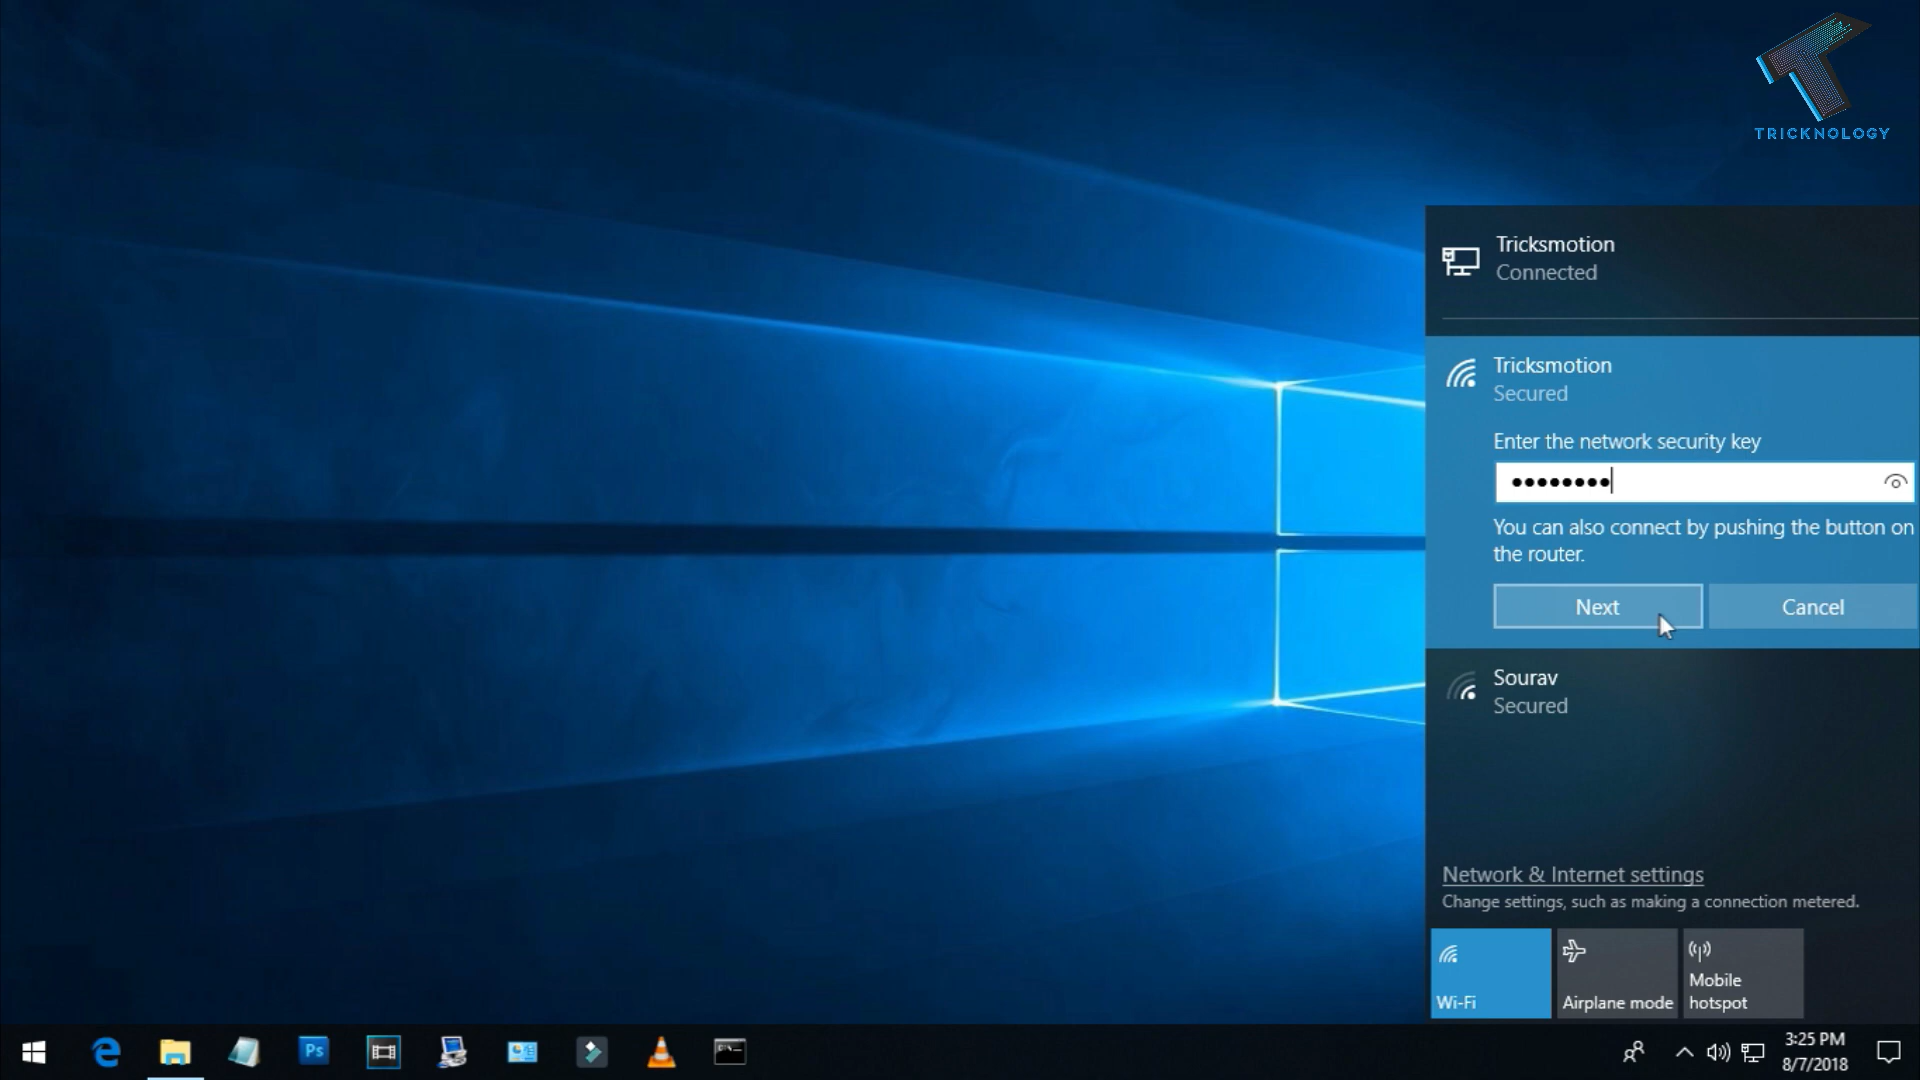 TRICKNOLOGY
Tricksmotion
Connected
Tricksmotion
Secured
Enter the network security key
••••••••
You can also connect by pushing the button on
the router.
Next
Cancel
Sourav
Secured
Network & Internet settings
Change settings, such as making a connection metered.
Wi-Fi
Airplane mode
Mobile
hotspot
Ps
3:25 PM
8/7/2018